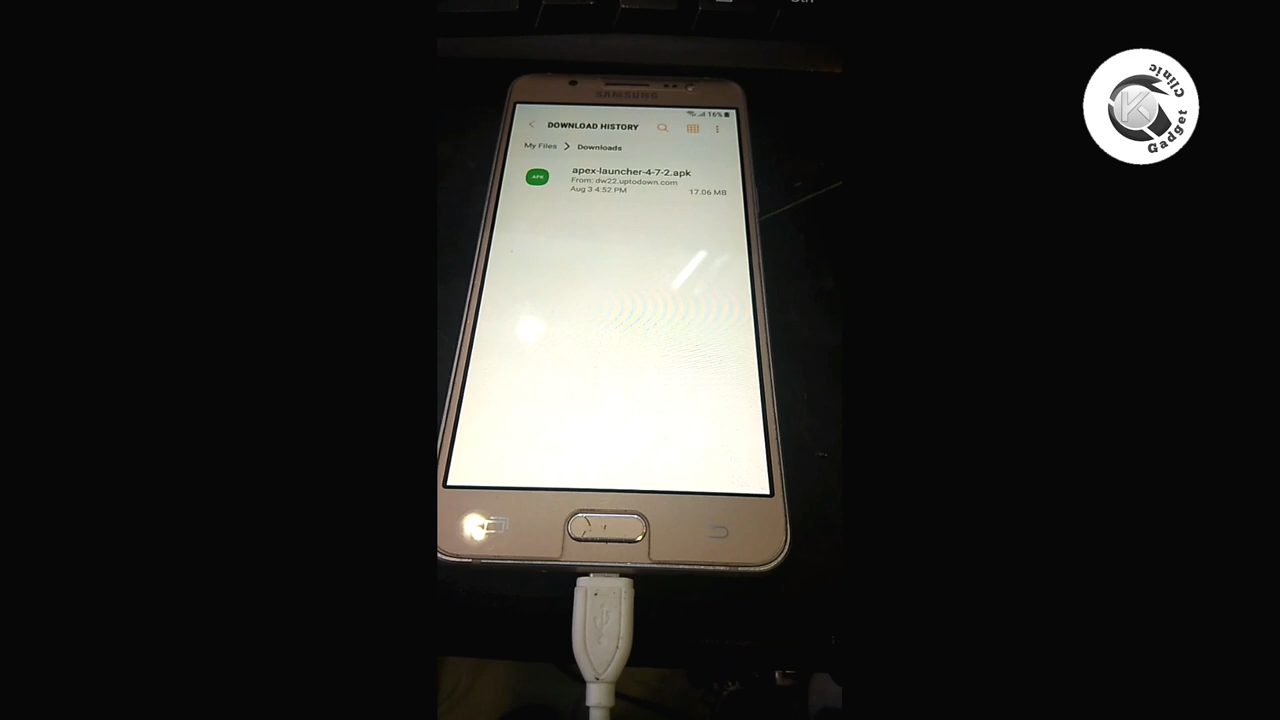 SAMSUNG
16%
DOWNLOAD HISTORY
My Files > Downloads
APK
apex-launcher-4-7-2.apk
From: dw22.uptodown.com
Aug 3 4:52 PM
17.06 MB
K
Gadget Clinic